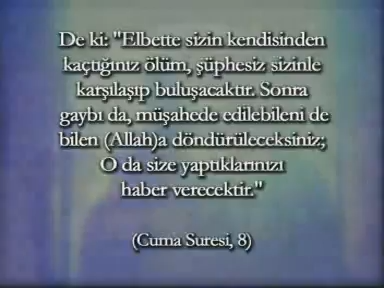 De ki: "Elbette sizin kendisinden
kaçtığınız ölüm, şüphesiz sizinle
karşılaşıp buluşacaktır. Sonra
gaybı da, müşahede edilebileni de
bilen (Allah)a döndürüleceksiniz;
O da size yaptıklarınızı
haber verecektir."
(Cuma Suresi, 8)